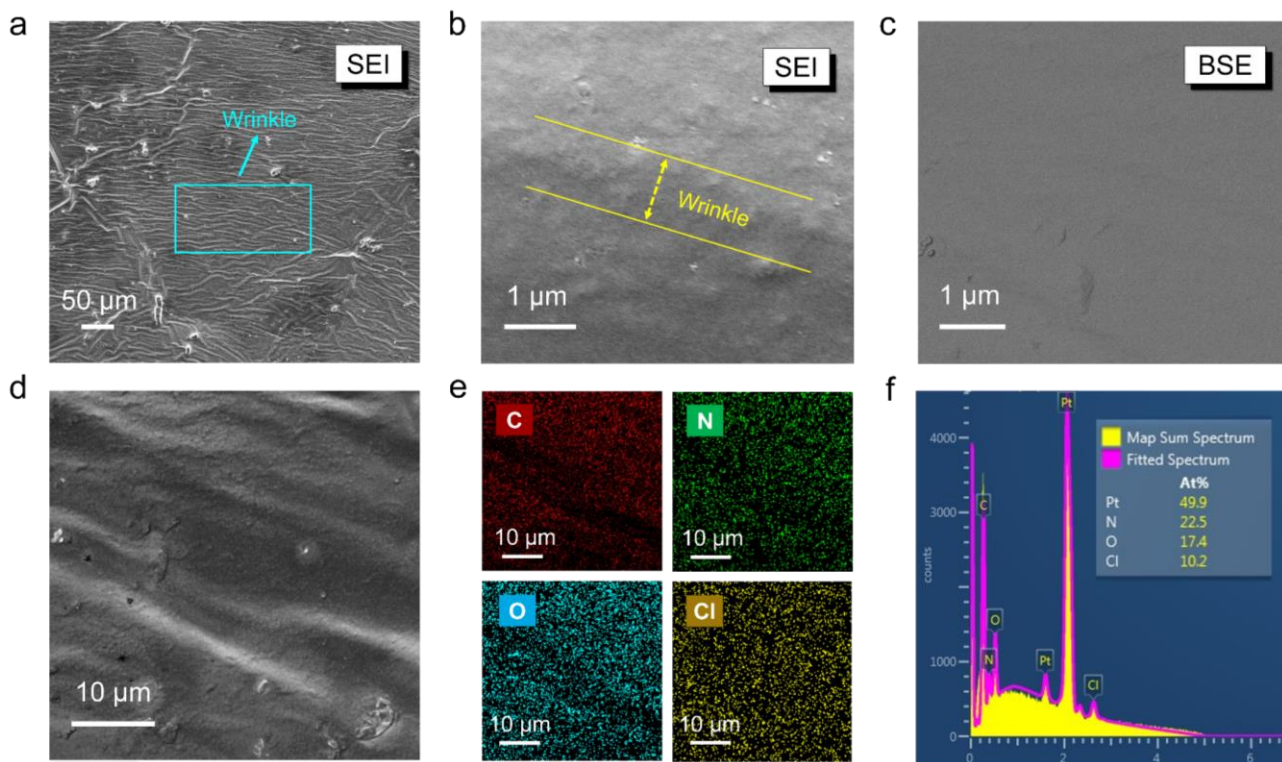 a
SEI
Wrinkle
50 µm
b
SEI
Wrinkle
1 µm
c
BSE
1 µm
d
10 µm
e
C
10 µm
N
10 µm
O
10 µm
Cl
10 µm
f
Pt
Map Sum Spectrum
Fitted Spectrum
At%
Pt 49.9
N 22.5
O 17.4
Cl 10.2
4000
3000
1000
0
counts
C
O
N
Pt
Cl
0 2 4 6